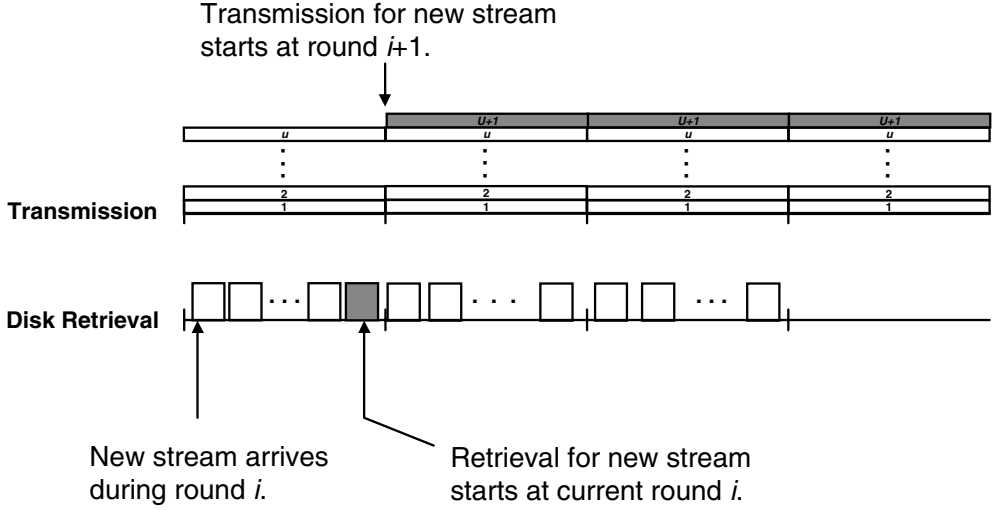 Transmission for new stream
starts at round i+1.
U+1 U+1 U+1
u u u u
2 2 2 2
Transmission
1 1 1 1
Disk Retrieval
New stream arrives
during round i.
Retrieval for new stream
starts at current round i.